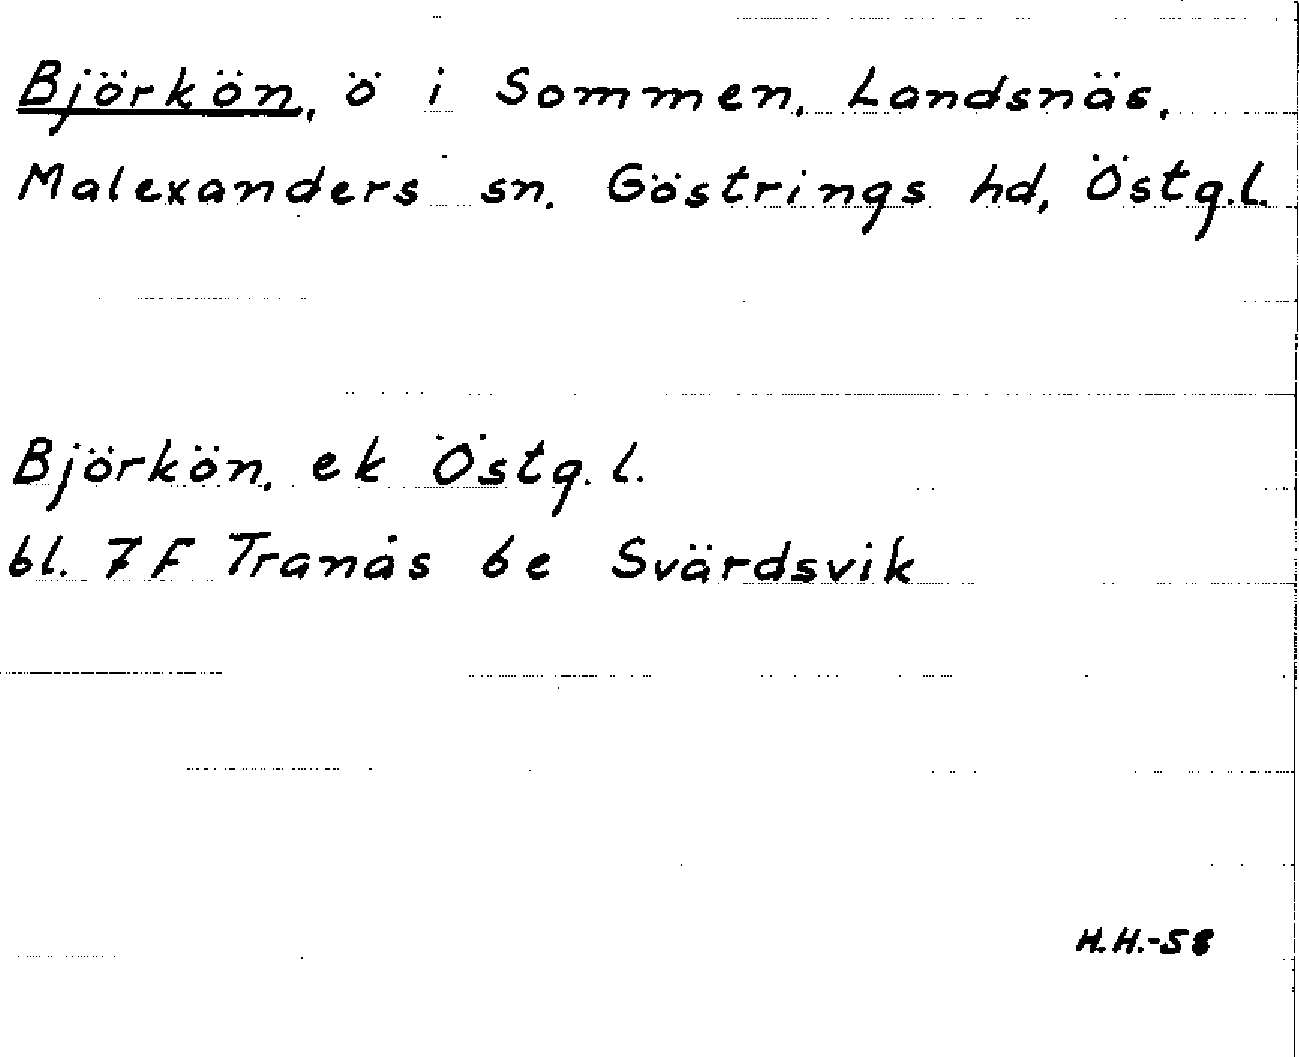 Björkön, ö i Sommen, Landsnäs,
Malexanders sn. Göstrings hd, Östg.l.
Björkön, ek Östg.l.
bl. 7F Tranås 6e Svärdsvik
H.H.-58